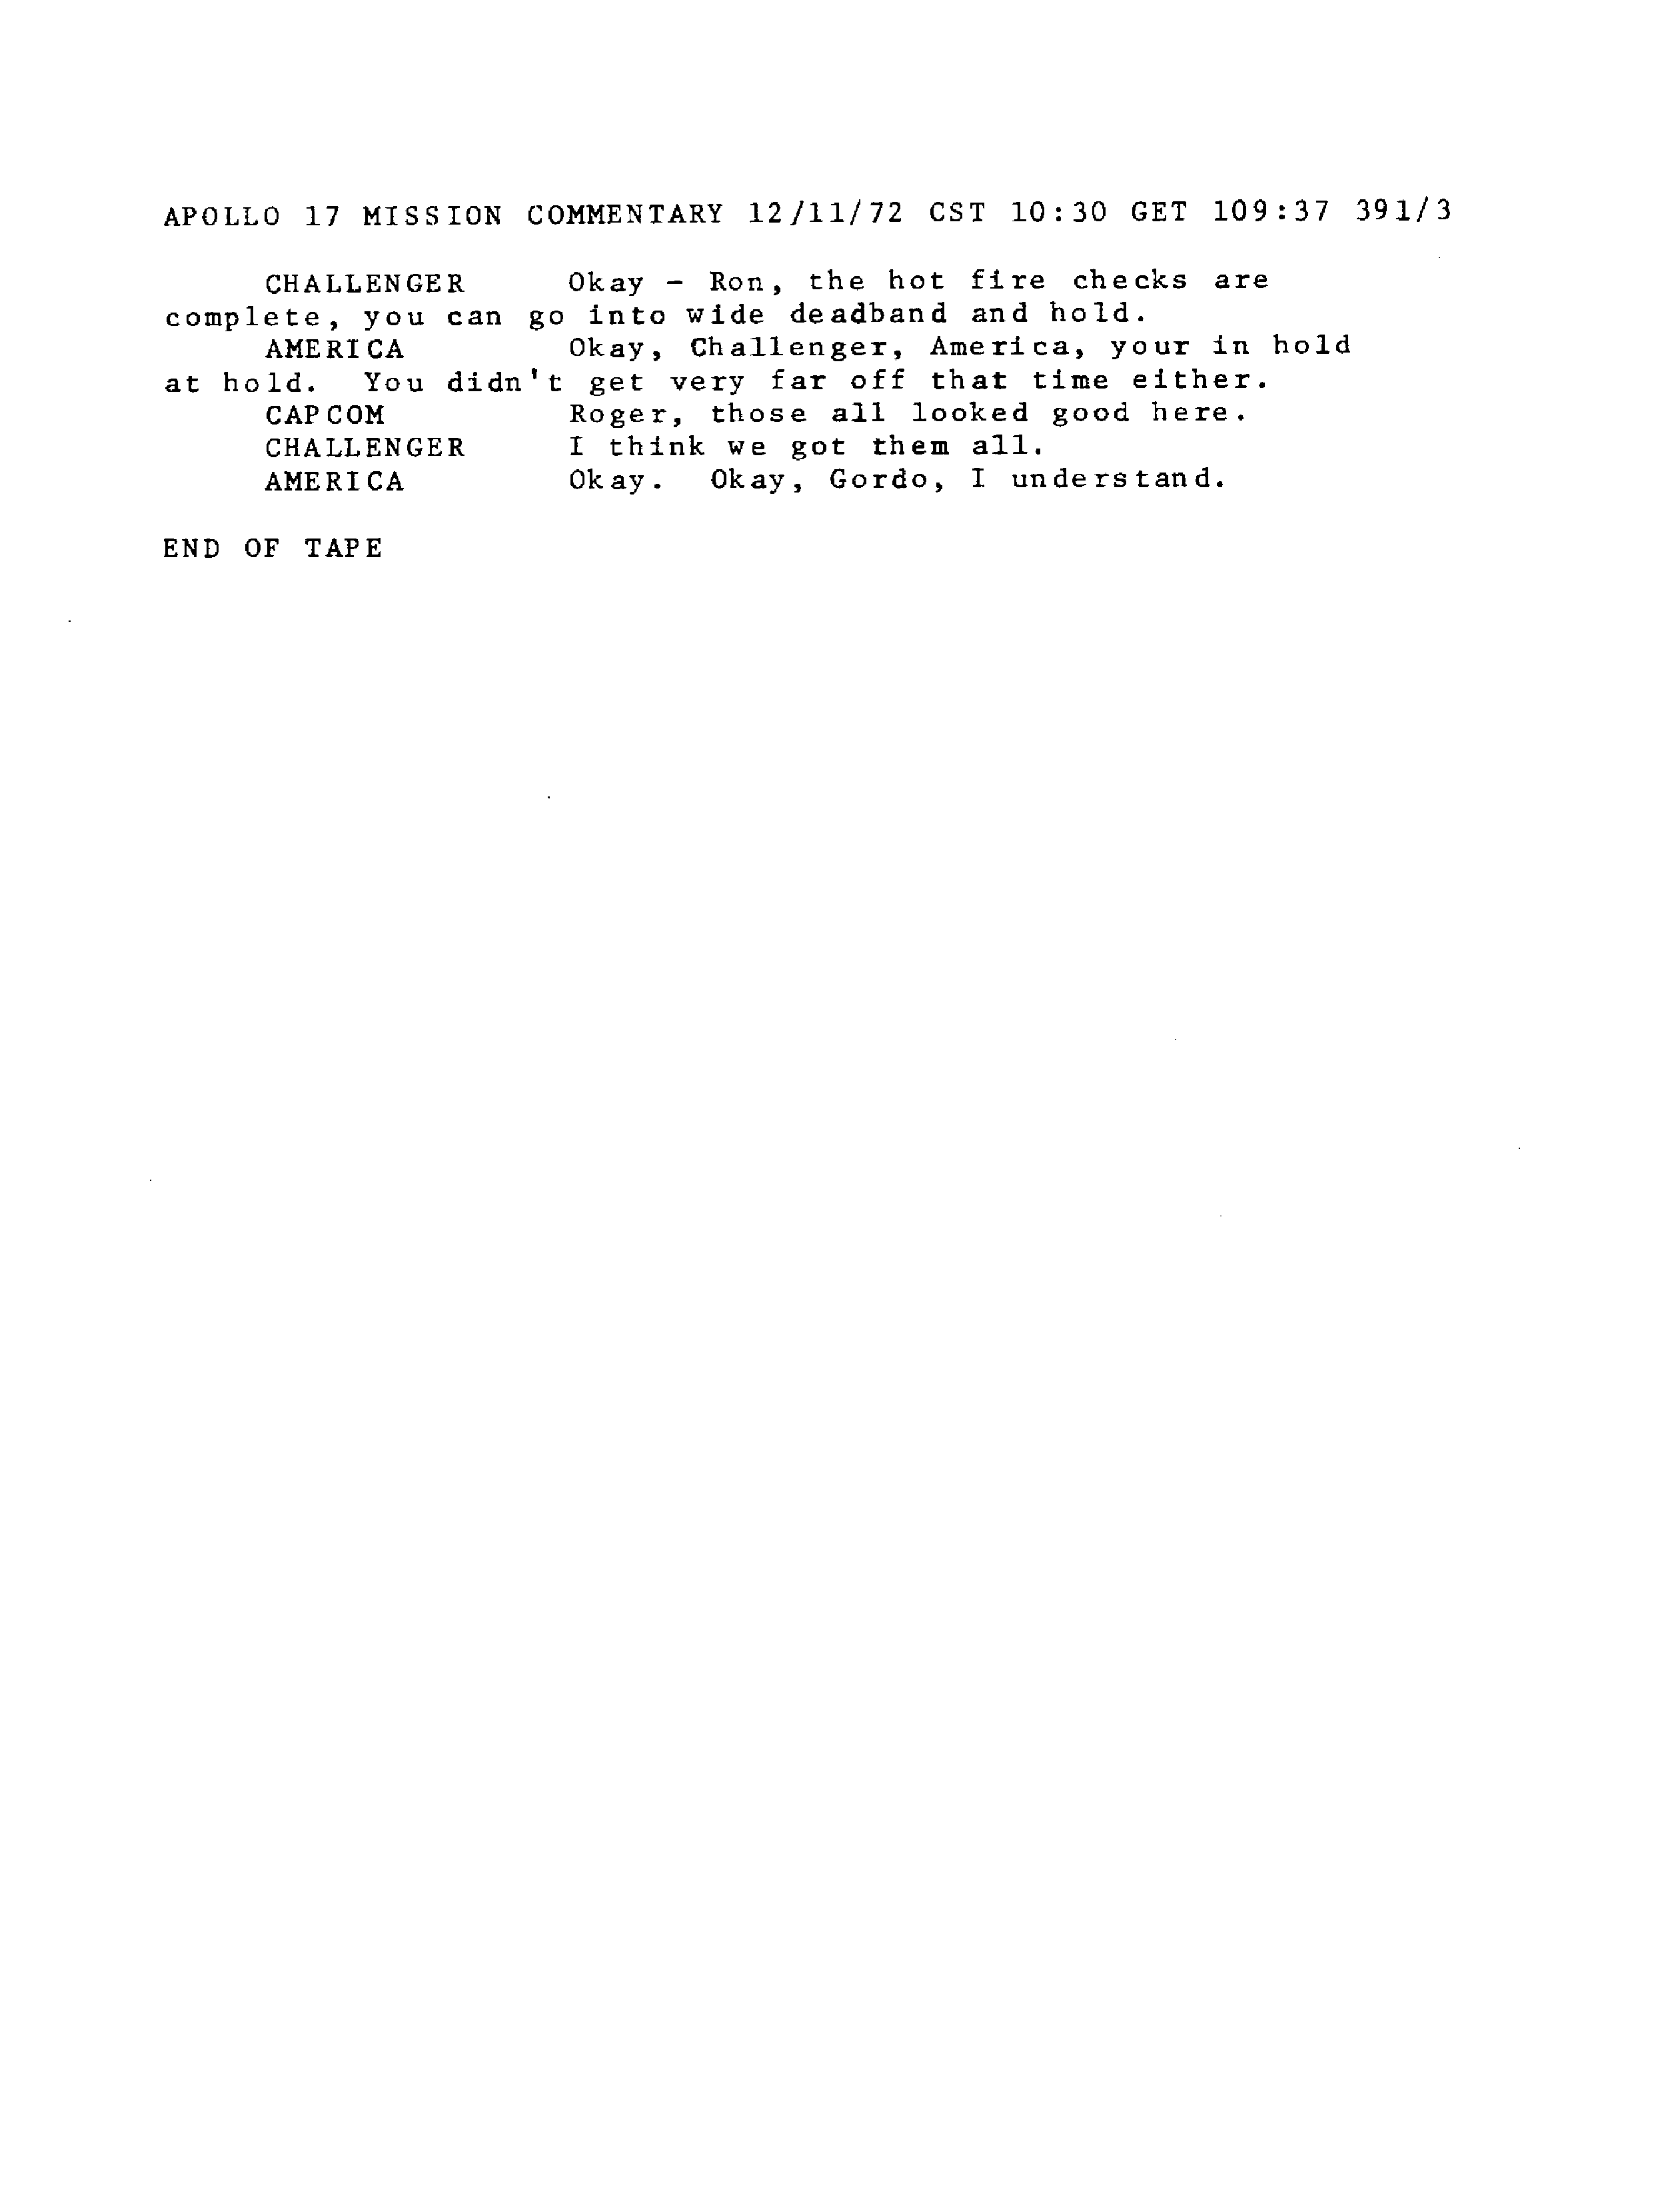 APOLLO 17 MISSION COMMENTARY 12/11/72 CST 10:30 GET 109:37 391/3
CHALLENGER Okay - Ron, the hot fire checks are
complete, you can go into wide deadband and hold.
AMERICA Okay, Challenger, America, your in hold
at hold. You didn't get very far off that time either.
CAPCOM Roger, those all looked good here.
CHALLENGER I think we got them all.
AMERICA Okay. Okay, Gordo, I understand.
END OF TAPE